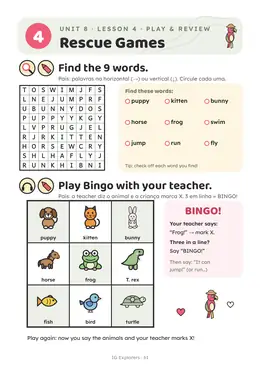 4
UNIT 8 · LESSON 4 · PLAY & REVIEW
Rescue Games
Find the 9 words.
Pais: palavras na horizontal (→) ou vertical (↓). Circule cada uma.
T O S W I M J F S
L N E J U M P R F
U B U N N Y D O S
W P U P P Y Y K G Y
L V P R R U G J E L
R J K I T T E N R T
H O R S E W C R Y
S H L H A F L Y J
R U N K H I B N I
Find these words:
puppy kitten bunny
horse frog swim
jump run fly
Tip: check off each word you find!
Play Bingo with your teacher.
Pais: a teacher diz o animal e a criança marca X. 3 em linha = BINGO!
puppy kitten bunny
horse frog T. rex
fish bird turtle
BINGO!
Your teacher says:
"Frog!" → mark X.
Three in a line?
Say "BINGO!"
Then say: "It can
jump!" (or run...)
Play again: now you say the animals and your teacher marks X!